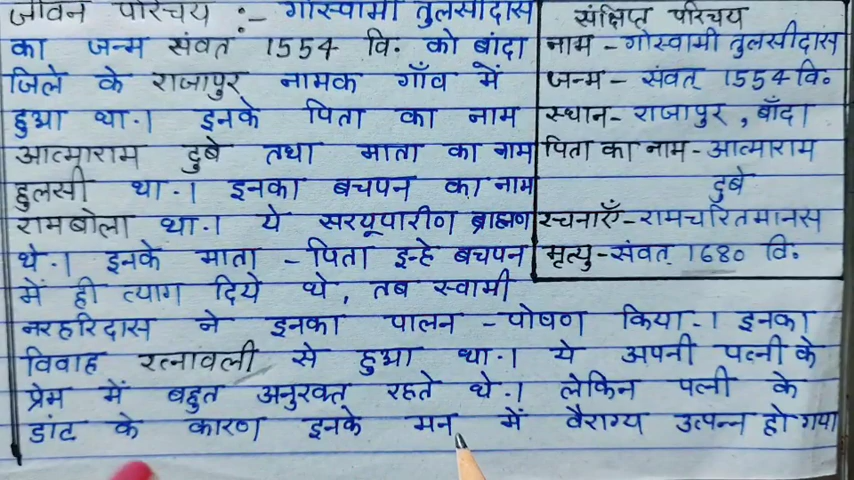 जीवन परिचय :- गोस्वामी तुलसीदास
का जन्म संवत 1554 वि. को बांदा
जिले के राजापुर नामक गाँव में
हुआ था.। इनके पिता का नाम
आत्माराम दुबे तथा माता का नाम
हुलसी था.। इनका बचपन का नाम
रामबोला था.। ये सरयूपारीण ब्राह्मण
थे.। इनके माता - पिता इन्हे बचपन
में ही त्याग दिये थे, तब स्वामी
नरहरिदास ने इनका पालन - पोषण किया.। इनका
विवाह रत्नावली से हुआ था.। ये अपनी पत्नी के
प्रेम में बहुत अनुरक्त रहते थे.। लेकिन पत्नी के
डांट के कारण इनके मन में वैराग्य उत्पन्न हो गया
संक्षिप्त परिचय
नाम - गोस्वामी तुलसीदास
जन्म - संवत् 1554 वि०
स्थान - राजापुर, बाँदा
पिता का नाम - आत्माराम
दुबे
रचनाएँ - रामचरितमानस
मृत्यु - संवत् 1680 वि.